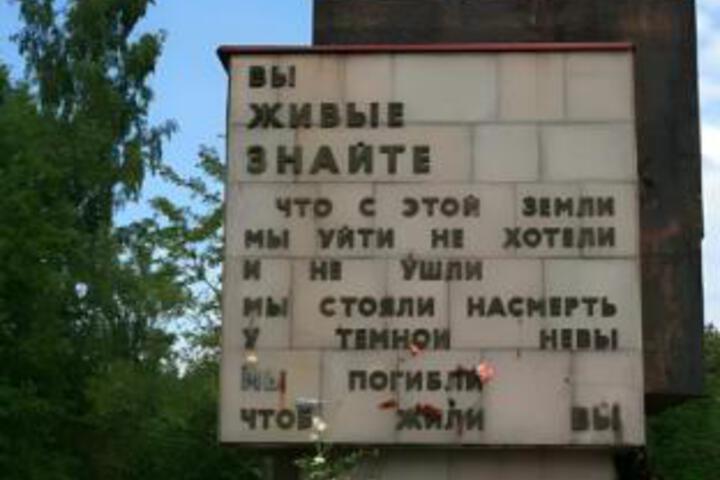 ВЫ
ЖИВЫЕ
ЗНАЙТЕ
ЧТО С ЭТОЙ ЗЕМЛИ
МЫ УЙТИ НЕ ХОТЕЛИ
И НЕ УШЛИ
МЫ СТОЯЛИ НАСМЕРТЬ
У ТЕМНОЙ НЕВЫ
МЫ ПОГИБЛИ
ЧТОБ ЖИЛИ ВЫ